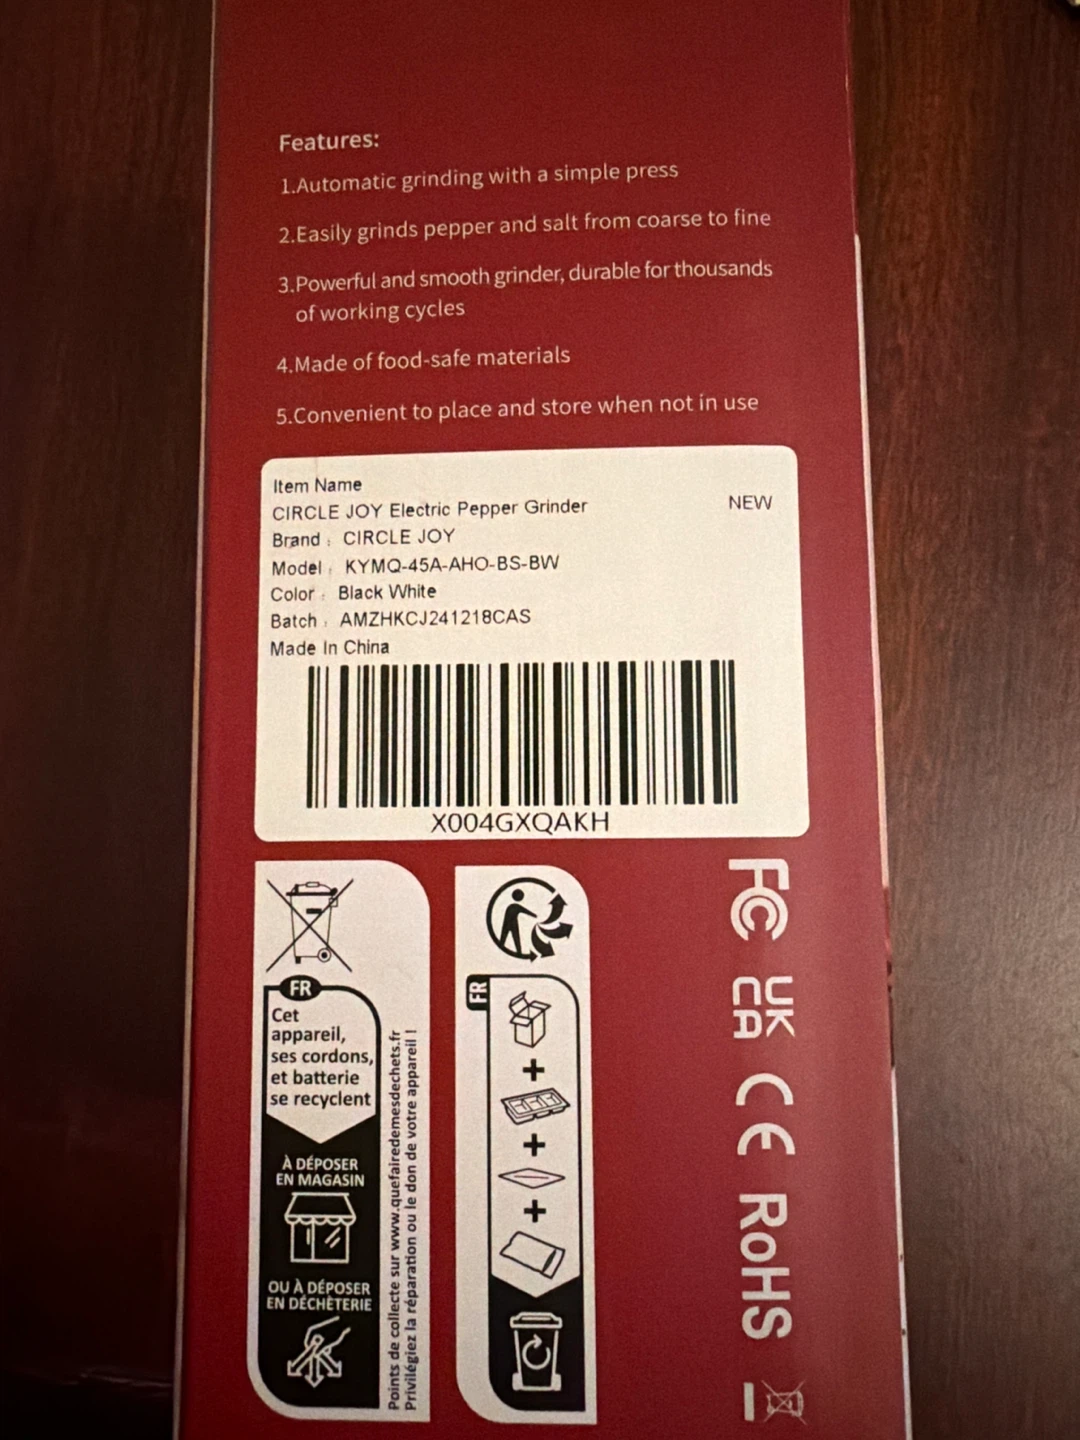 Features:
1.Automatic grinding with a simple press
2.Easily grinds pepper and salt from coarse to fine
3.Powerful and smooth grinder, durable for thousands
of working cycles
4.Made of food-safe materials
5.Convenient to place and store when not in use
Item Name
CIRCLE JOY Electric Pepper Grinder
NEW
Brand : CIRCLE JOY
Model : KYMQ-45A-AHO-BS-BW
Color : Black White
Batch : AMZHKCJ241218CAS
Made In China
X004GXQAKH
FR
Cet
appareil,
ses cordons,
et batterie
se recyclent
À DÉPOSER
EN MAGASIN
OU À DÉPOSER
EN DÉCHÈTERIE
Points de collecte sur www.quefairedemesdechets.fr
Privilégiez la réparation ou le don de votre appareil !
FR
+
+
+
FC
UK
CA
CE
RoHS